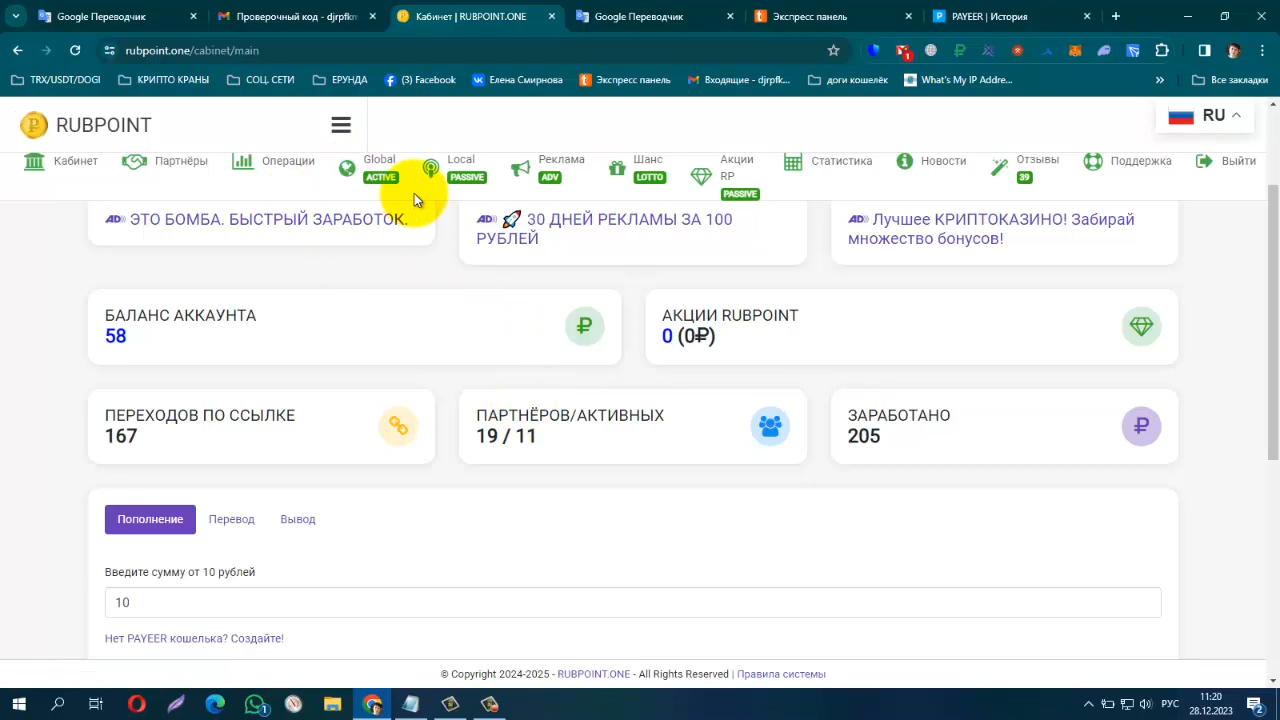 Google Переводчик
Проверочный код - djrpfkm
Кабинет | RUBPOINT.ONE
Google Переводчик
Экспресс панель
PAYEER | История
rubpoint.one/cabinet/main
TRX/USDT/DOGI
КРИПТО КРАНЫ
СОЦ. СЕТИ
ЕРУНДА
(3) Facebook
Елена Смирнова
Экспресс панель
Входящие - djrpfk...
доги кошелёк
What's My IP Addre...
Все закладки
RUBPOINT
RU
Кабинет
Партнёры
Операции
Global
ACTIVE
Local
PASSIVE
Реклама
ADV
Шанс
LOTTO
Акции
RP
PASSIVE
Статистика
Новости
Отзывы
39
Поддержка
Выйти
AD ЭТО БОМБА. БЫСТРЫЙ ЗАРАБОТОК.
AD 🚀 30 ДНЕЙ РЕКЛАМЫ ЗА 100
РУБЛЕЙ
AD Лучшее КРИПТОКАЗИНО! Забирай
множество бонусов!
БАЛАНС АККАУНТА
58
АКЦИИ RUBPOINT
0 (0₽)
ПЕРЕХОДОВ ПО ССЫЛКЕ
167
ПАРТНЁРОВ/АКТИВНЫХ
19 / 11
ЗАРАБОТАНО
205
Пополнение
Перевод
Вывод
Введите сумму от 10 рублей
10
Нет PAYEER кошелька? Создайте!
© Copyright 2024-2025 - RUBPOINT.ONE - All Rights Reserved | Правила системы
РУС
11:20
28.12.2023